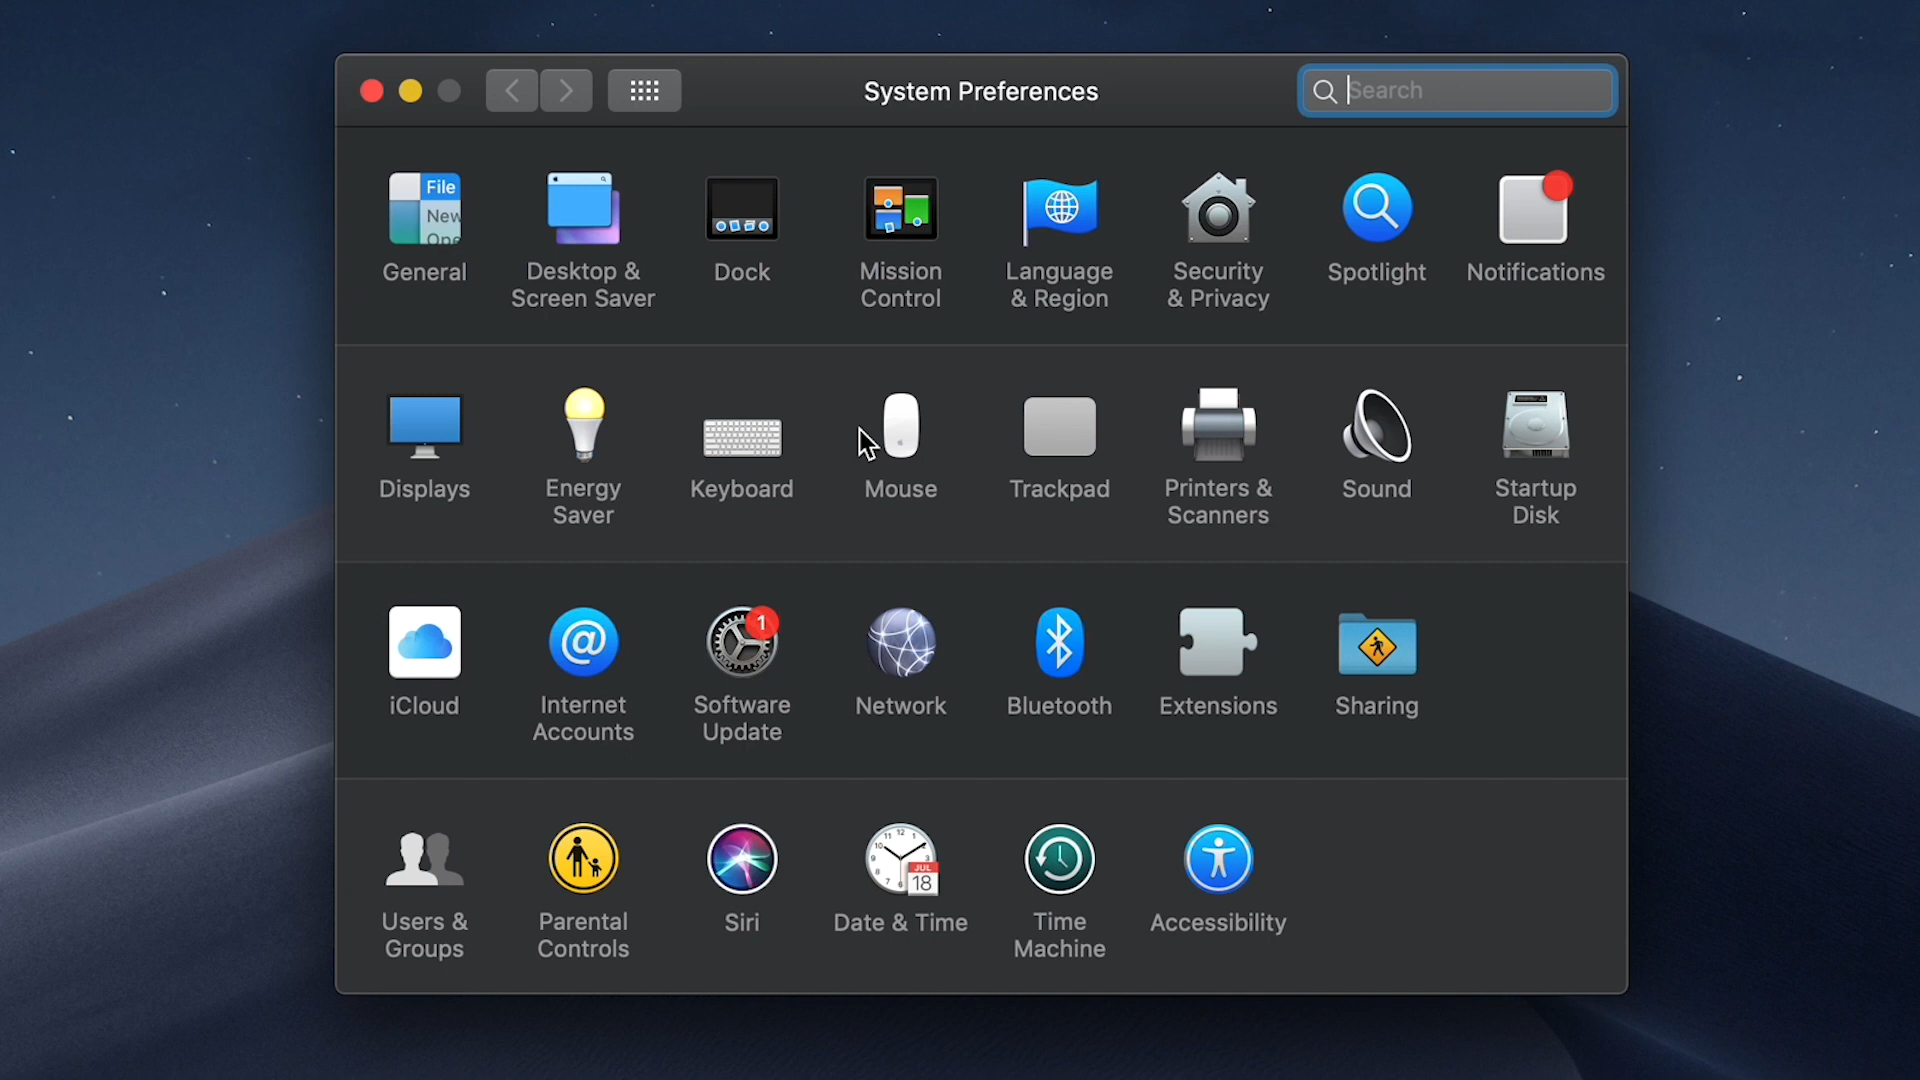 System Preferences
Search
File
New
Ope
General
Desktop &
Screen Saver
Dock
Mission
Control
Language
& Region
Security
& Privacy
Spotlight
Notifications
Displays
Energy
Saver
Keyboard
Mouse
Trackpad
Printers &
Scanners
Sound
Startup
Disk
1
iCloud
Internet
Accounts
Software
Update
Network
Bluetooth
Extensions
Sharing
JUL
18
Users &
Groups
Parental
Controls
Siri
Date & Time
Time
Machine
Accessibility